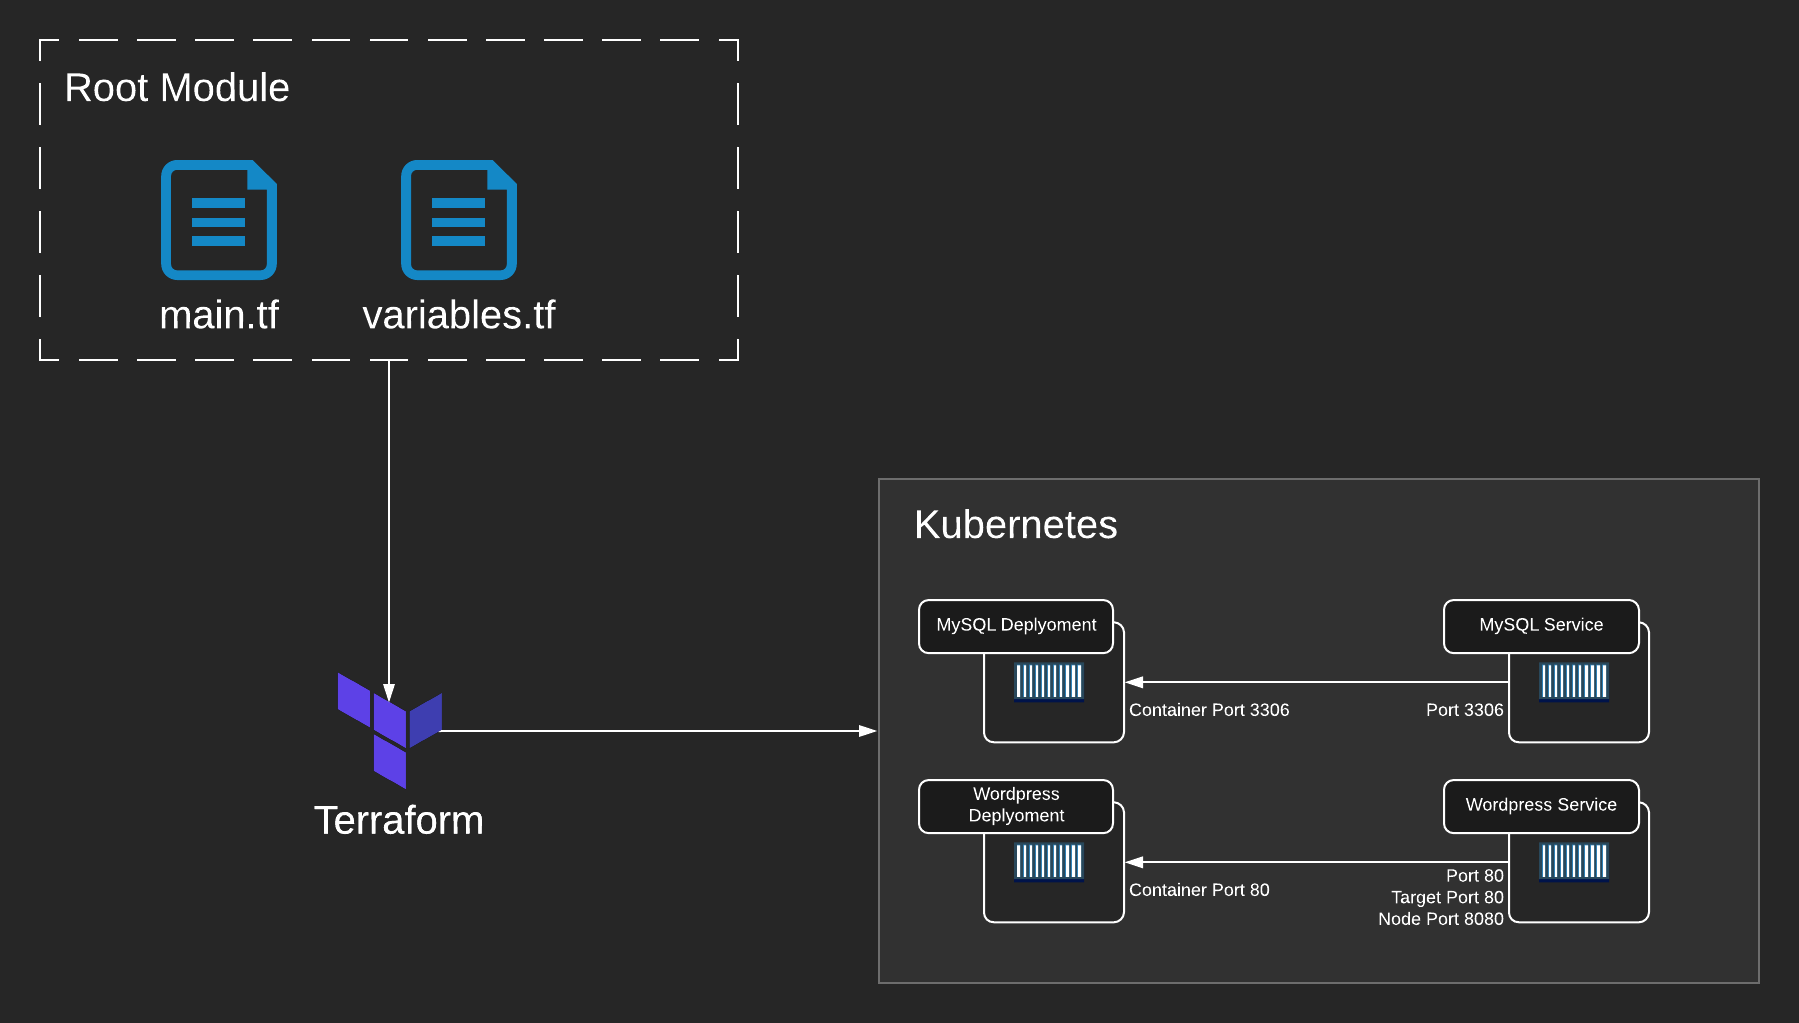 Root Module
main.tf
variables.tf
Terraform
Kubernetes
MySQL Deplyoment
MySQL Service
Container Port 3306
Port 3306
Wordpress
Deplyoment
Wordpress Service
Container Port 80
Port 80
Target Port 80
Node Port 8080